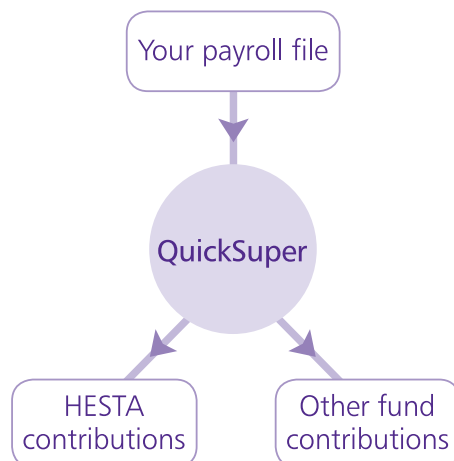 Your payroll file
QuickSuper
HESTA
contributions
Other fund
contributions